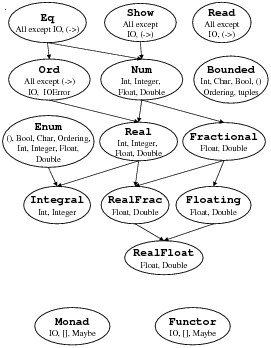 Eq
All except IO, (->)
Show
All except
IO, (->)
Read
All except
IO, (->)
Ord
All except (->)
IO, IOError
Num
Int, Integer,
Float, Double
Bounded
Int, Char, Bool, ()
Ordering, tuples
Enum
(), Bool, Char, Ordering,
Int, Integer, Float,
Double
Real
Int, Integer,
Float, Double
Fractional
Float, Double
Integral
Int, Integer
RealFrac
Float, Double
Floating
Float, Double
RealFloat
Float, Double
Monad
IO, [], Maybe
Functor
IO, [], Maybe